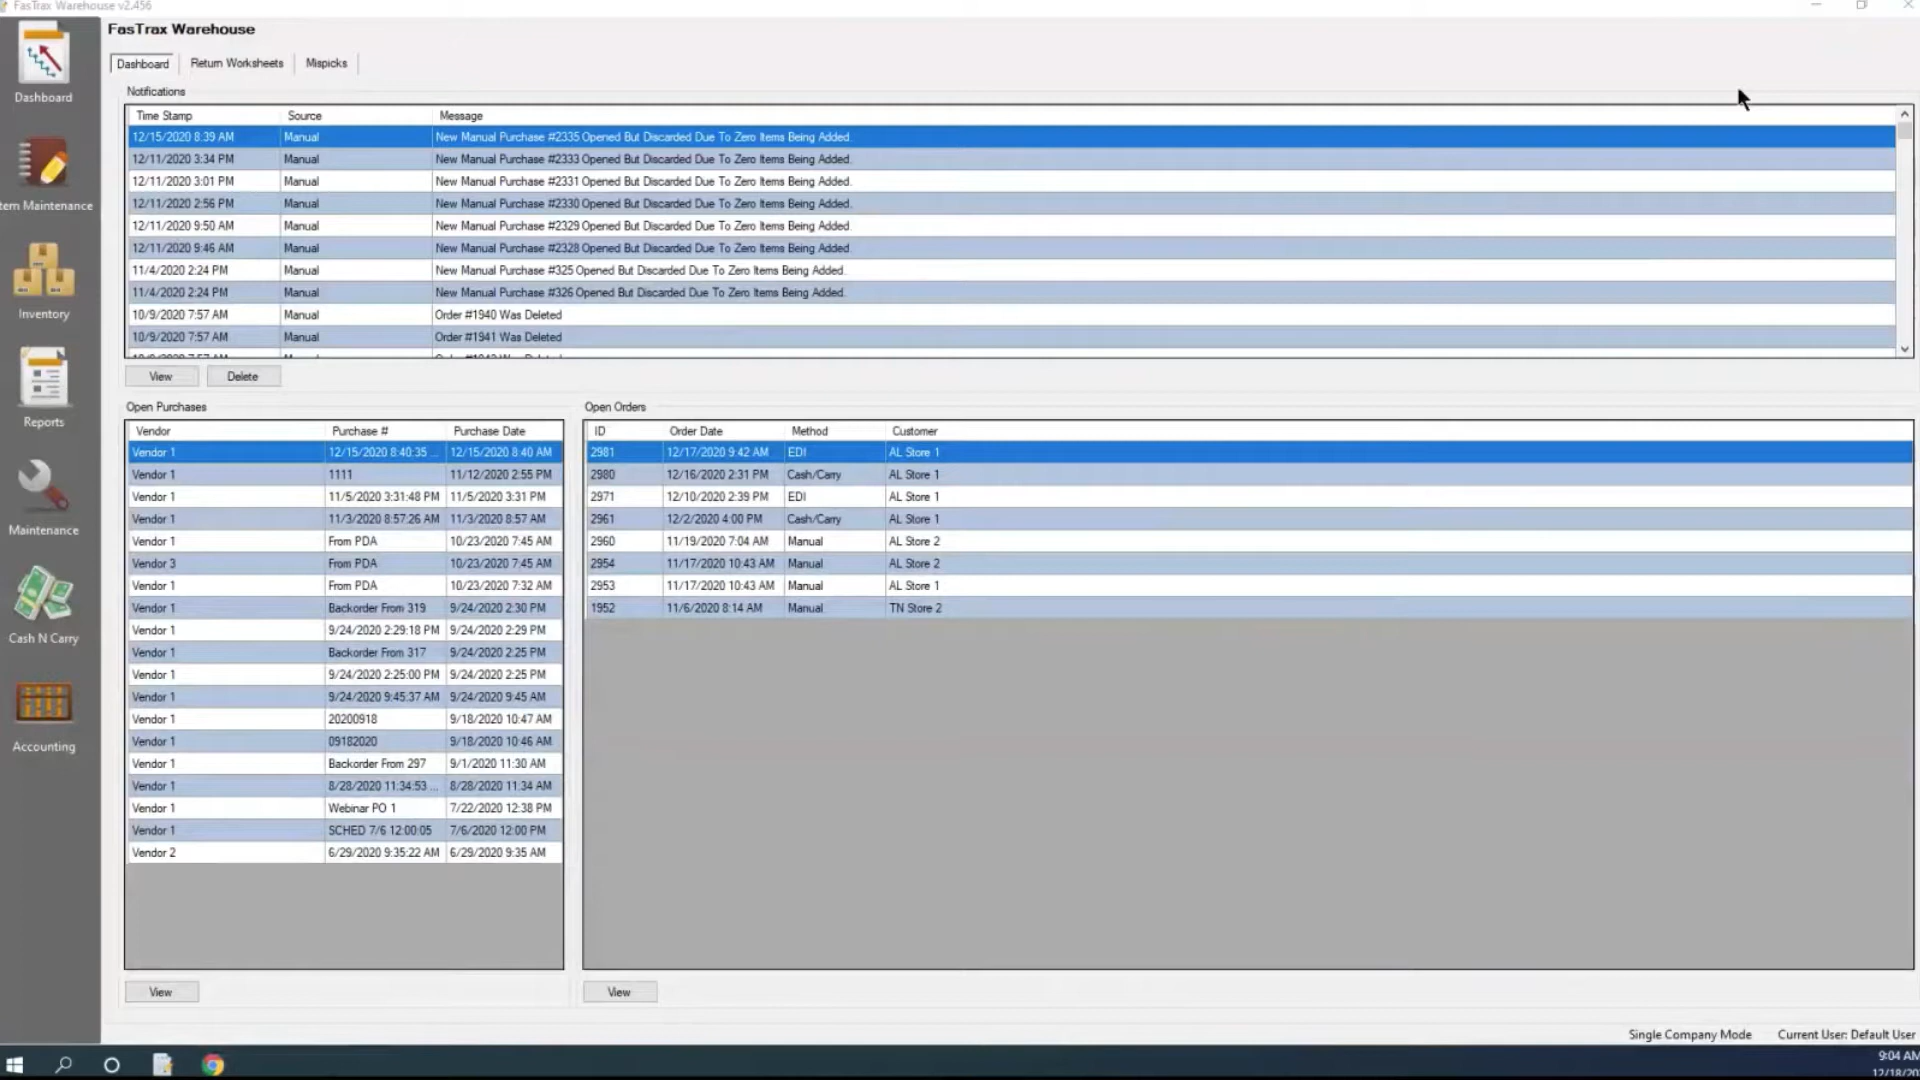 FasTrax Warehouse v2.456
FasTrax Warehouse
Dashboard Return Worksheets Mispicks
Dashboard
tem Maintenance
Inventory
Reports
Maintenance
Cash N Carry
Accounting
Notifications
Time Stamp Source Message
12/15/2020 8:39 AM Manual New Manual Purchase #2335 Opened But Discarded Due To Zero Items Being Added.
12/11/2020 3:34 PM Manual New Manual Purchase #2333 Opened But Discarded Due To Zero Items Being Added.
12/11/2020 3:01 PM Manual New Manual Purchase #2331 Opened But Discarded Due To Zero Items Being Added.
12/11/2020 2:56 PM Manual New Manual Purchase #2330 Opened But Discarded Due To Zero Items Being Added.
12/11/2020 9:50 AM Manual New Manual Purchase #2329 Opened But Discarded Due To Zero Items Being Added.
12/11/2020 9:46 AM Manual New Manual Purchase #2328 Opened But Discarded Due To Zero Items Being Added.
11/4/2020 2:24 PM Manual New Manual Purchase #325 Opened But Discarded Due To Zero Items Being Added.
11/4/2020 2:24 PM Manual New Manual Purchase #326 Opened But Discarded Due To Zero Items Being Added.
10/9/2020 7:57 AM Manual Order #1940 Was Deleted
10/9/2020 7:57 AM Manual Order #1941 Was Deleted
View Delete
Open Purchases
Vendor Purchase # Purchase Date
Vendor 1 12/15/2020 8:40:35 ... 12/15/2020 8:40 AM
Vendor 1 1111 11/12/2020 2:55 PM
Vendor 1 11/5/2020 3:31:48 PM 11/5/2020 3:31 PM
Vendor 1 11/3/2020 8:57:26 AM 11/3/2020 8:57 AM
Vendor 1 From PDA 10/23/2020 7:45 AM
Vendor 3 From PDA 10/23/2020 7:45 AM
Vendor 1 From PDA 10/23/2020 7:32 AM
Vendor 1 Backorder From 319 9/24/2020 2:30 PM
Vendor 1 9/24/2020 2:29:18 PM 9/24/2020 2:29 PM
Vendor 1 Backorder From 317 9/24/2020 2:25 PM
Vendor 1 9/24/2020 2:25:00 PM 9/24/2020 2:25 PM
Vendor 1 9/24/2020 9:45:37 AM 9/24/2020 9:45 AM
Vendor 1 20200918 9/18/2020 10:47 AM
Vendor 1 09182020 9/18/2020 10:46 AM
Vendor 1 Backorder From 297 9/1/2020 11:30 AM
Vendor 1 8/28/2020 11:34:53 ... 8/28/2020 11:34 AM
Vendor 1 Webinar PO 1 7/22/2020 12:38 PM
Vendor 1 SCHED 7/6 12:00:05 7/6/2020 12:00 PM
Vendor 2 6/29/2020 9:35:22 AM 6/29/2020 9:35 AM
View
Open Orders
ID Order Date Method Customer
2981 12/17/2020 9:42 AM EDI AL Store 1
2980 12/16/2020 2:31 PM Cash/Carry AL Store 1
2971 12/10/2020 2:39 PM EDI AL Store 1
2961 12/2/2020 4:00 PM Cash/Carry AL Store 1
2960 11/19/2020 7:04 AM Manual AL Store 2
2954 11/17/2020 10:43 AM Manual AL Store 2
2953 11/17/2020 10:43 AM Manual AL Store 1
1952 11/6/2020 8:14 AM Manual TN Store 2
View
Single Company Mode Current User: Default User
9:04 AM
12/18/20